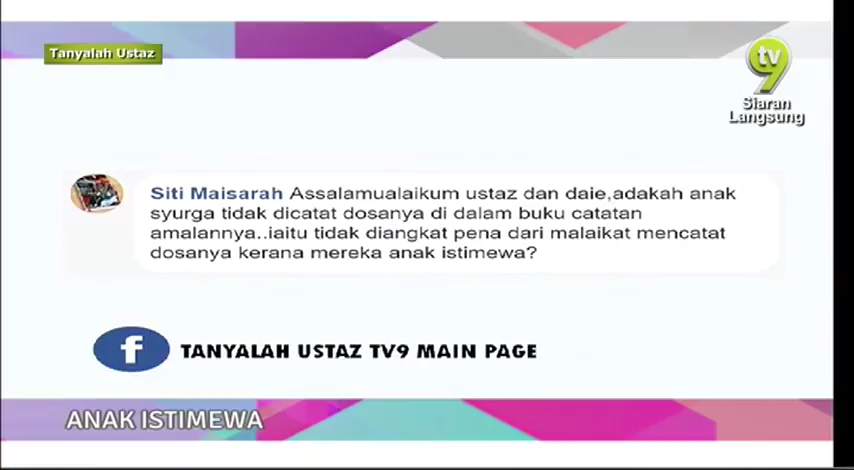 Tanyalah Ustaz
tv
9
Siaran
Langsung
Siti Maisarah Assalamualaikum ustaz dan daie,adakah anak
syurga tidak dicatat dosanya di dalam buku catatan
amalannya..iaitu tidak diangkat pena dari malaikat mencatat
dosanya kerana mereka anak istimewa?
f TANYALAH USTAZ TV9 MAIN PAGE
ANAK ISTIMEWA